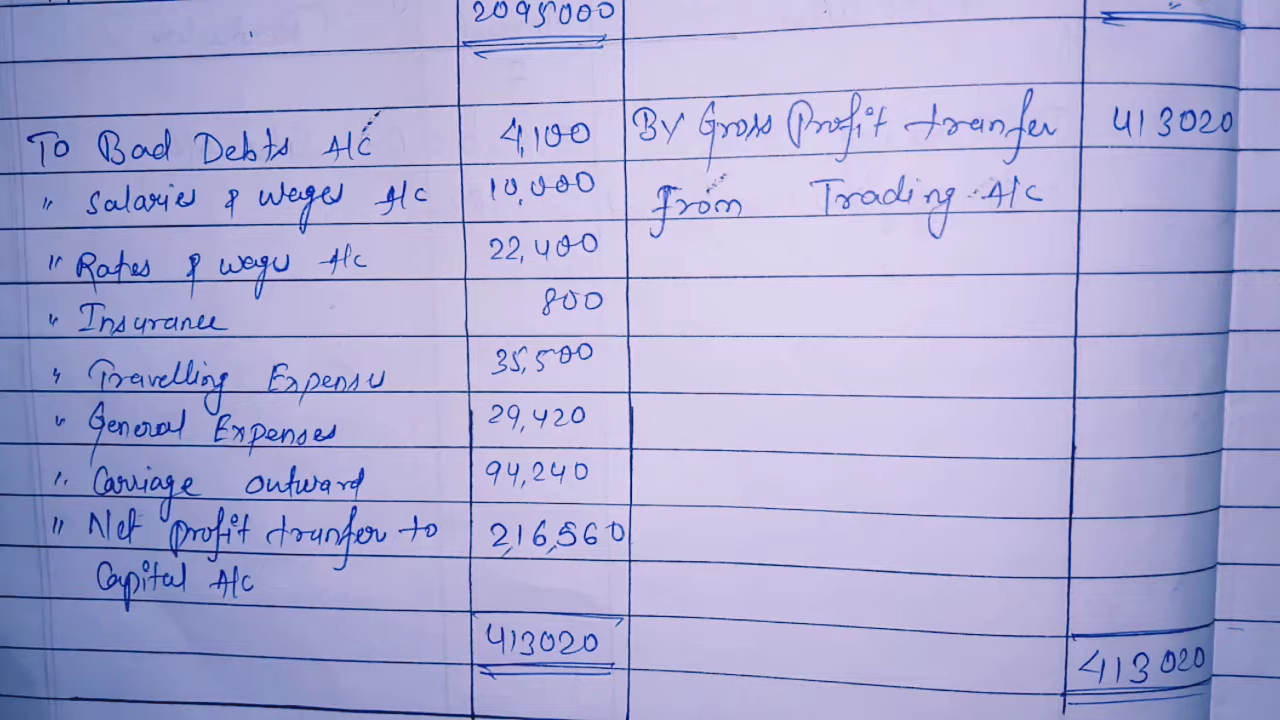 2095000
To Bad Debts A/C 4,100 By Gross Profit transfer 413020
" Salaries & wages A/c 10,000 from Trading A/c
" Rates & wages A/c 22,400
" Insurance 800
" Travelling Expenses 35,500
" General Expenses 29,420
" Carriage outward 94,240
" Net profit transfer to 2,16,560
Capital A/c
413020 413020